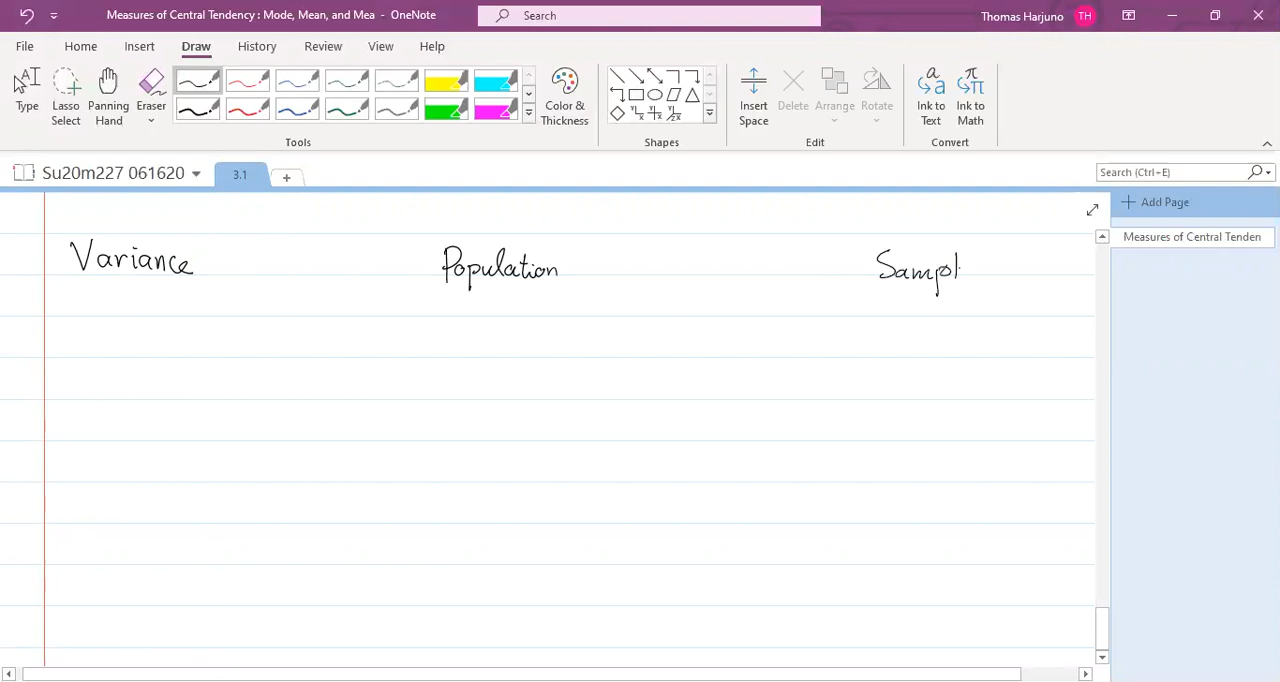 Measures of Central Tendency : Mode, Mean, and Mea - OneNote
Search
Thomas Harjuno TH
File Home Insert Draw History Review View Help
Type
Lasso Select
Panning Hand
Eraser
Color & Thickness
Insert Space
Delete
Arrange
Rotate
Ink to Text
Ink to Math
Tools
Shapes
Edit
Convert
Su20m227 061620
3.1
Search (Ctrl+E)
Add Page
Measures of Central Tenden
Variance Population Sampl